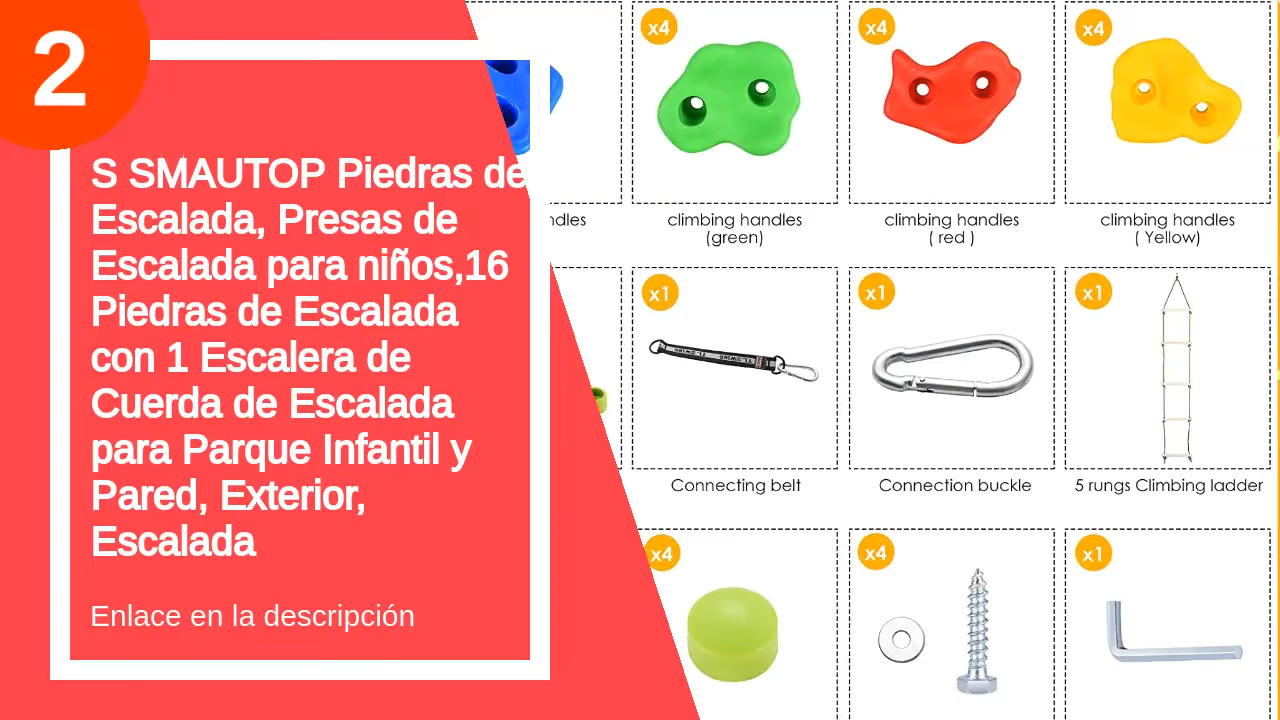 2
S SMAUTOP Piedras de
Escalada, Presas de
Escalada para niños,16
Piedras de Escalada
con 1 Escalera de
Cuerda de Escalada
para Parque Infantil y
Pared, Exterior,
Escalada
Enlace en la descripción
x4
x4
x4
ndles
climbing handles
(green)
climbing handles
( red )
climbing handles
( Yellow)
x1
x1
x1
Connecting belt
Connection buckle
5 rungs Climbing ladder
x4
x4
x1